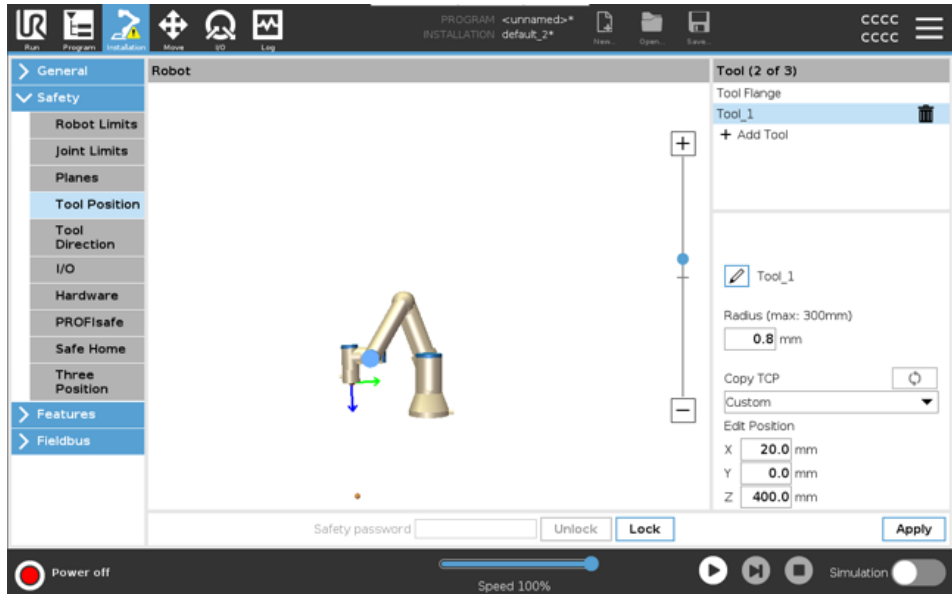 UR
Run
Program
Installation
Move
I/O
Log
PROGRAM <unnamed>*
INSTALLATION default_2*
New...
Open...
Save...
CCCC
CCCC
General
Safety
Robot Limits
Joint Limits
Planes
Tool Position
Tool
Direction
I/O
Hardware
PROFIsafe
Safe Home
Three
Position
Features
Fieldbus
Robot
Tool (2 of 3)
Tool Flange
Tool_1
+ Add Tool
Tool_1
Radius (max: 300mm)
0.8 mm
Copy TCP
Custom
Edit Position
X 20.0 mm
Y 0.0 mm
Z 400.0 mm
Safety password
Unlock
Lock
Apply
Power off
Speed 100%
Simulation